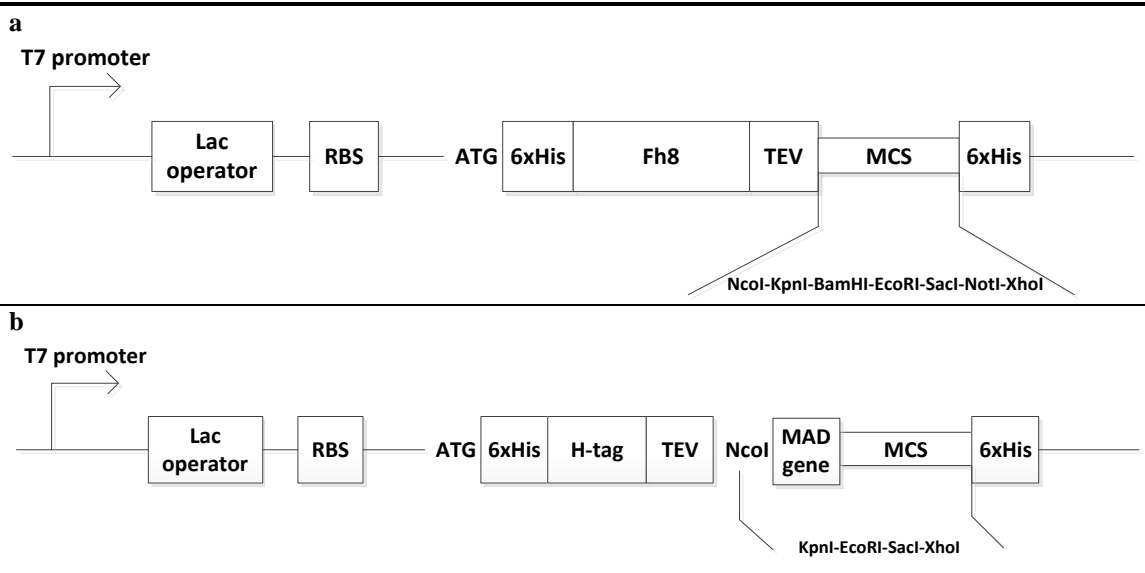 a
T7 promoter
Lac
operator
RBS
ATG
6xHis
Fh8
TEV
MCS
6xHis
NcoI-KpnI-BamHI-EcoRI-SacI-NotI-XhoI
b
T7 promoter
Lac
operator
RBS
ATG
6xHis
H-tag
TEV
NcoI
MAD
gene
MCS
6xHis
KpnI-EcoRI-SacI-XhoI